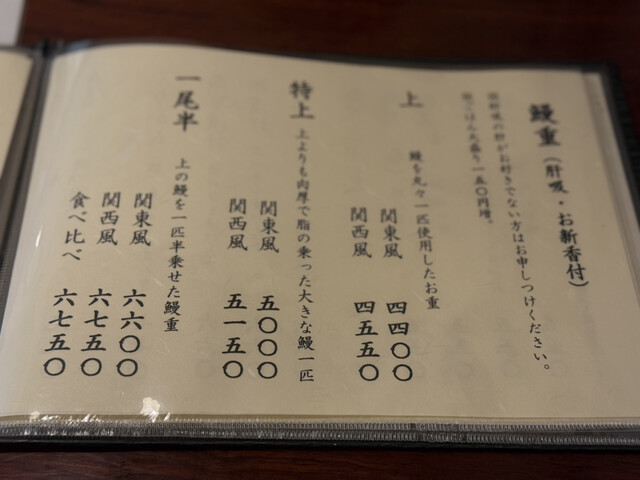 鰻重（肝吸・お新香付）
※肝吸の肝がお好きでない方はお申しつけください。
※ごはん大盛り一五〇円増。
上
鰻を丸々一匹使用したお重
関東風 四四〇〇
関西風 四五五〇
特上
上よりも肉厚で脂の乗った大きな鰻一匹
関東風 五〇〇〇
関西風 五一五〇
一尾半
上の鰻を一匹半乗せた鰻重
関東風 六六〇〇
関西風 六七五〇
食べ比べ 六七五〇